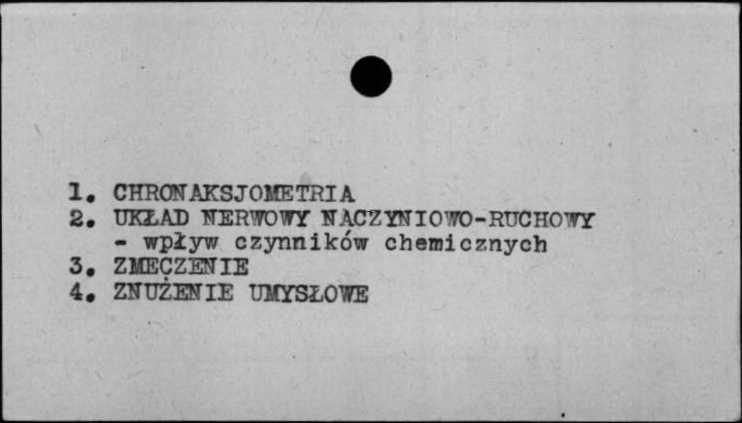 1. CHRONAKSJOMETRIA
2. UKŁAD NERWOWY NACZYNIOWO-RUCHOWY
- wpływ czynników chemicznych
3. ZMĘCZENIE
4. ZNUŻENIE UMYSŁOWE